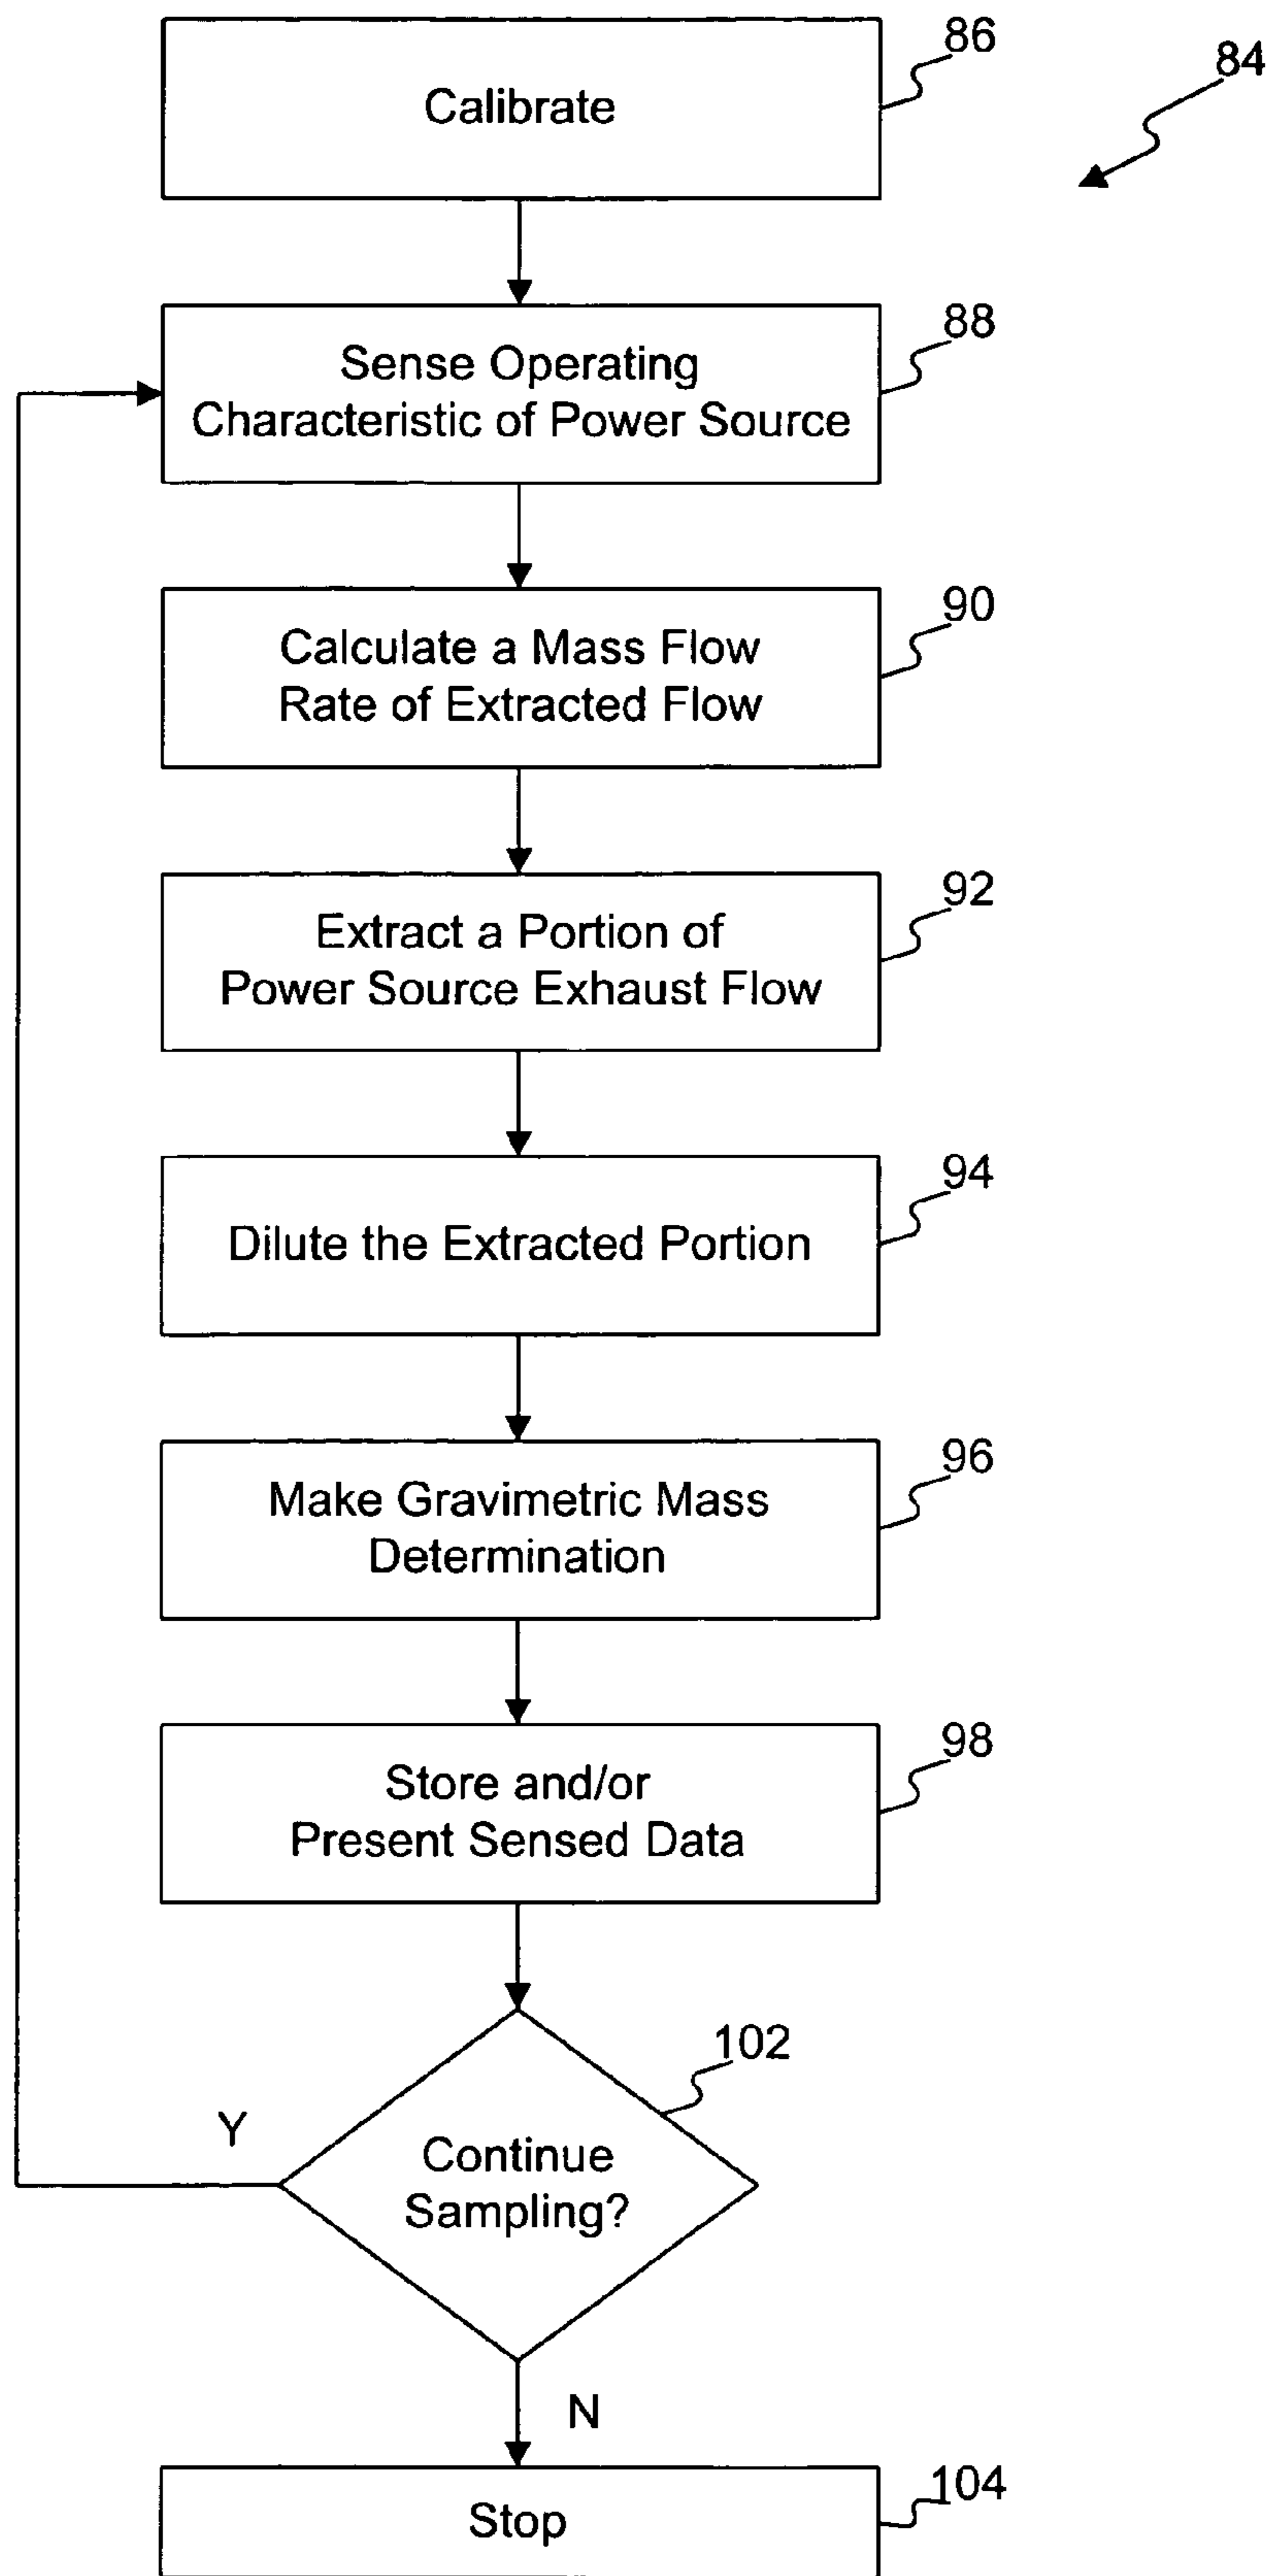 86
84
Calibrate
88
Sense Operating
Characteristic of Power Source
90
Calculate a Mass Flow
Rate of Extracted Flow
92
Extract a Portion of
Power Source Exhaust Flow
94
Dilute the Extracted Portion
96
Make Gravimetric Mass
Determination
98
Store and/or
Present Sensed Data
102
Y
Continue
Sampling?
N
104
Stop